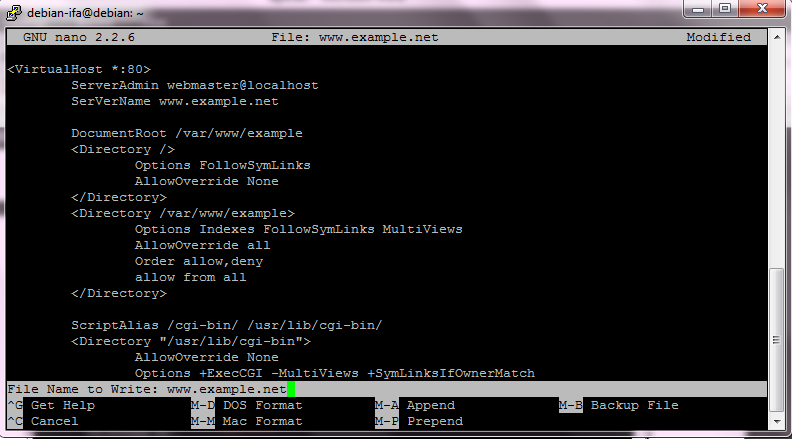 debian-ifa@debian: ~
GNU nano 2.2.6 File: www.example.net Modified
<VirtualHost *:80>
ServerAdmin webmaster@localhost
SerVerName www.example.net
DocumentRoot /var/www/example
<Directory />
Options FollowSymLinks
AllowOverride None
</Directory>
<Directory /var/www/example>
Options Indexes FollowSymLinks MultiViews
AllowOverride all
Order allow,deny
allow from all
</Directory>
ScriptAlias /cgi-bin/ /usr/lib/cgi-bin/
<Directory "/usr/lib/cgi-bin">
AllowOverride None
Options +ExecCGI -MultiViews +SymLinksIfOwnerMatch
File Name to Write: www.example.net
^G Get Help M-D DOS Format M-A Append M-B Backup File
^C Cancel M-M Mac Format M-P Prepend